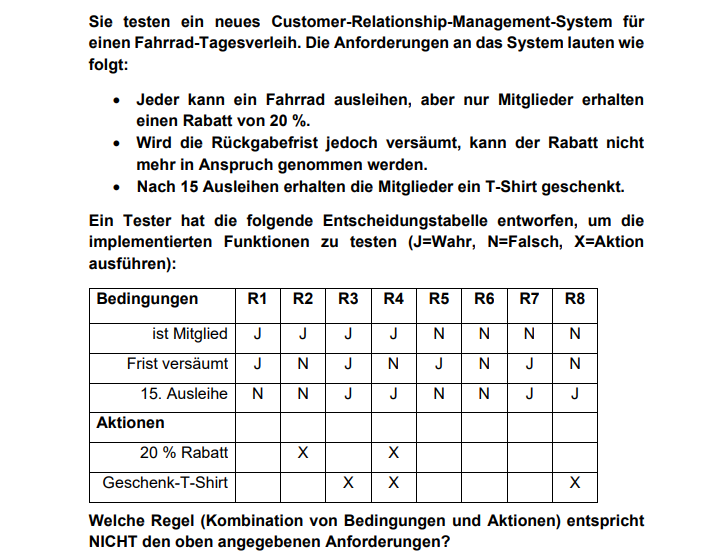 Sie testen ein neues Customer-Relationship-Management-System für
einen Fahrrad-Tagesverleih. Die Anforderungen an das System lauten wie
folgt:
• Jeder kann ein Fahrrad ausleihen, aber nur Mitglieder erhalten
einen Rabatt von 20 %.
• Wird die Rückgabefrist jedoch versäumt, kann der Rabatt nicht
mehr in Anspruch genommen werden.
• Nach 15 Ausleihen erhalten die Mitglieder ein T-Shirt geschenkt.
Ein Tester hat die folgende Entscheidungstabelle entworfen, um die
implementierten Funktionen zu testen (J=Wahr, N=Falsch, X=Aktion
ausführen):
Bedingungen R1 R2 R3 R4 R5 R6 R7 R8
ist Mitglied J J J J N N N N
Frist versäumt J N J N J N J N
15. Ausleihe N N J J N N J J
Aktionen
20 % Rabatt X X
Geschenk-T-Shirt X X X
Welche Regel (Kombination von Bedingungen und Aktionen) entspricht
NICHT den oben angegebenen Anforderungen?